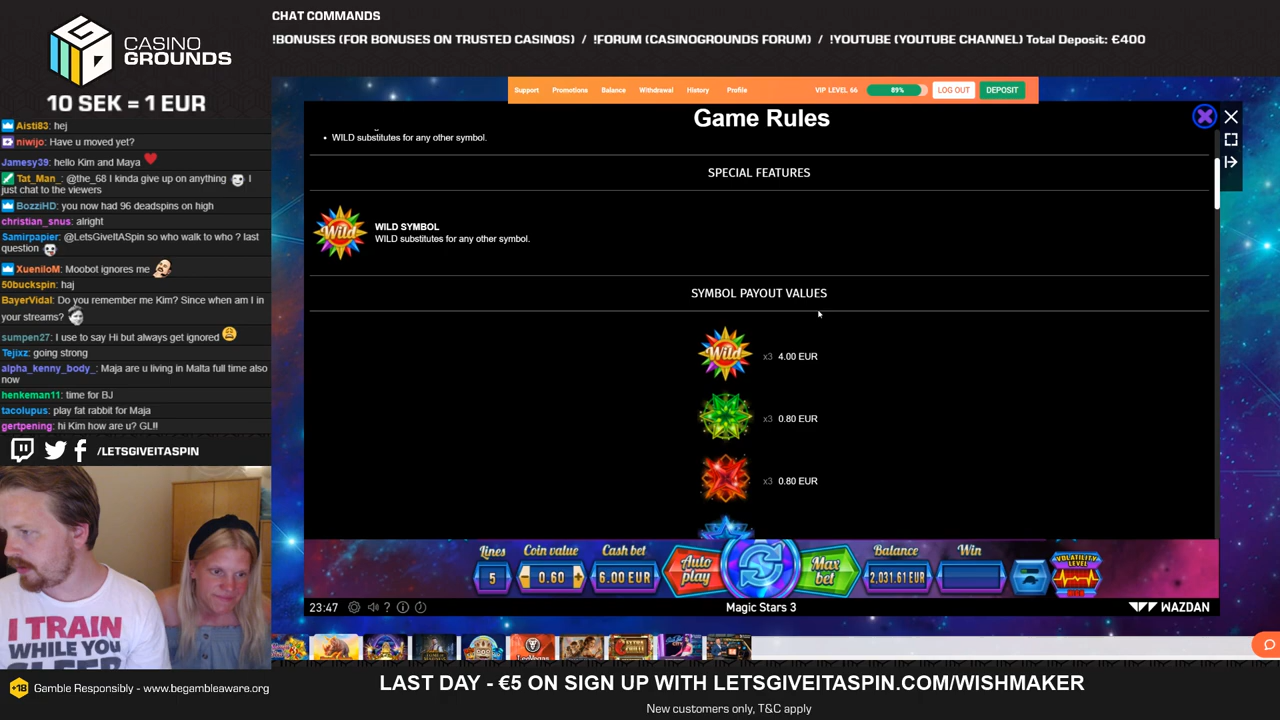 CHAT COMMANDS
!BONUSES (FOR BONUSES ON TRUSTED CASINOS) / !FORUM (CASINOGROUNDS FORUM) / !YOUTUBE (YOUTUBE CHANNEL) Total Deposit: €400
CASINO
GROUNDS
10 SEK = 1 EUR
Aisti83: hej
niwijo: Have u moved yet?
Jamesy39: hello Kim and Maya
Tat_Man_: @the_68 I kinda give up on anything I
just chat to the viewers
BozziHD: you now had 96 deadspins on high
christian_snus: alright
Samirpapier: @LetsGiveItASpin so who walk to who ? last
question
XueniloM: Moobot ignores me
50buckspin: haj
BayerVidal: Do you remember me Kim? Since when am I in
your streams?
sumpen27: I use to say Hi but always get ignored
Tejixz: going strong
alpha_kenny_body_: Maja are u living in Malta full time also
now
henkeman11: time for BJ
tacolupus: play fat rabbit for Maja
gertpening: hi Kim how are u? GL!!
/LETSGIVEITASPIN
Support Promotions Balance Withdrawal History Profile VIP LEVEL 66 89% LOG OUT DEPOSIT
Game Rules
• WILD substitutes for any other symbol.
SPECIAL FEATURES
Wild
WILD SYMBOL
WILD substitutes for any other symbol.
SYMBOL PAYOUT VALUES
Wild x3 4.00 EUR
x3 0.80 EUR
x3 0.80 EUR
Lines
5
Coin value
- 0.60 +
Cash bet
6.00 EUR
Auto
play
Max
bet
Balance
2,031.61 EUR
Win
VOLATILITY
LEVEL
23:47
Magic Stars 3
WAZDAN
I TRAIN
WHILE YOU
SLEEP
+18 Gamble Responsibly - www.begambleaware.org
LAST DAY - €5 ON SIGN UP WITH LETSGIVEITASPIN.COM/WISHMAKER
New customers only, T&C apply